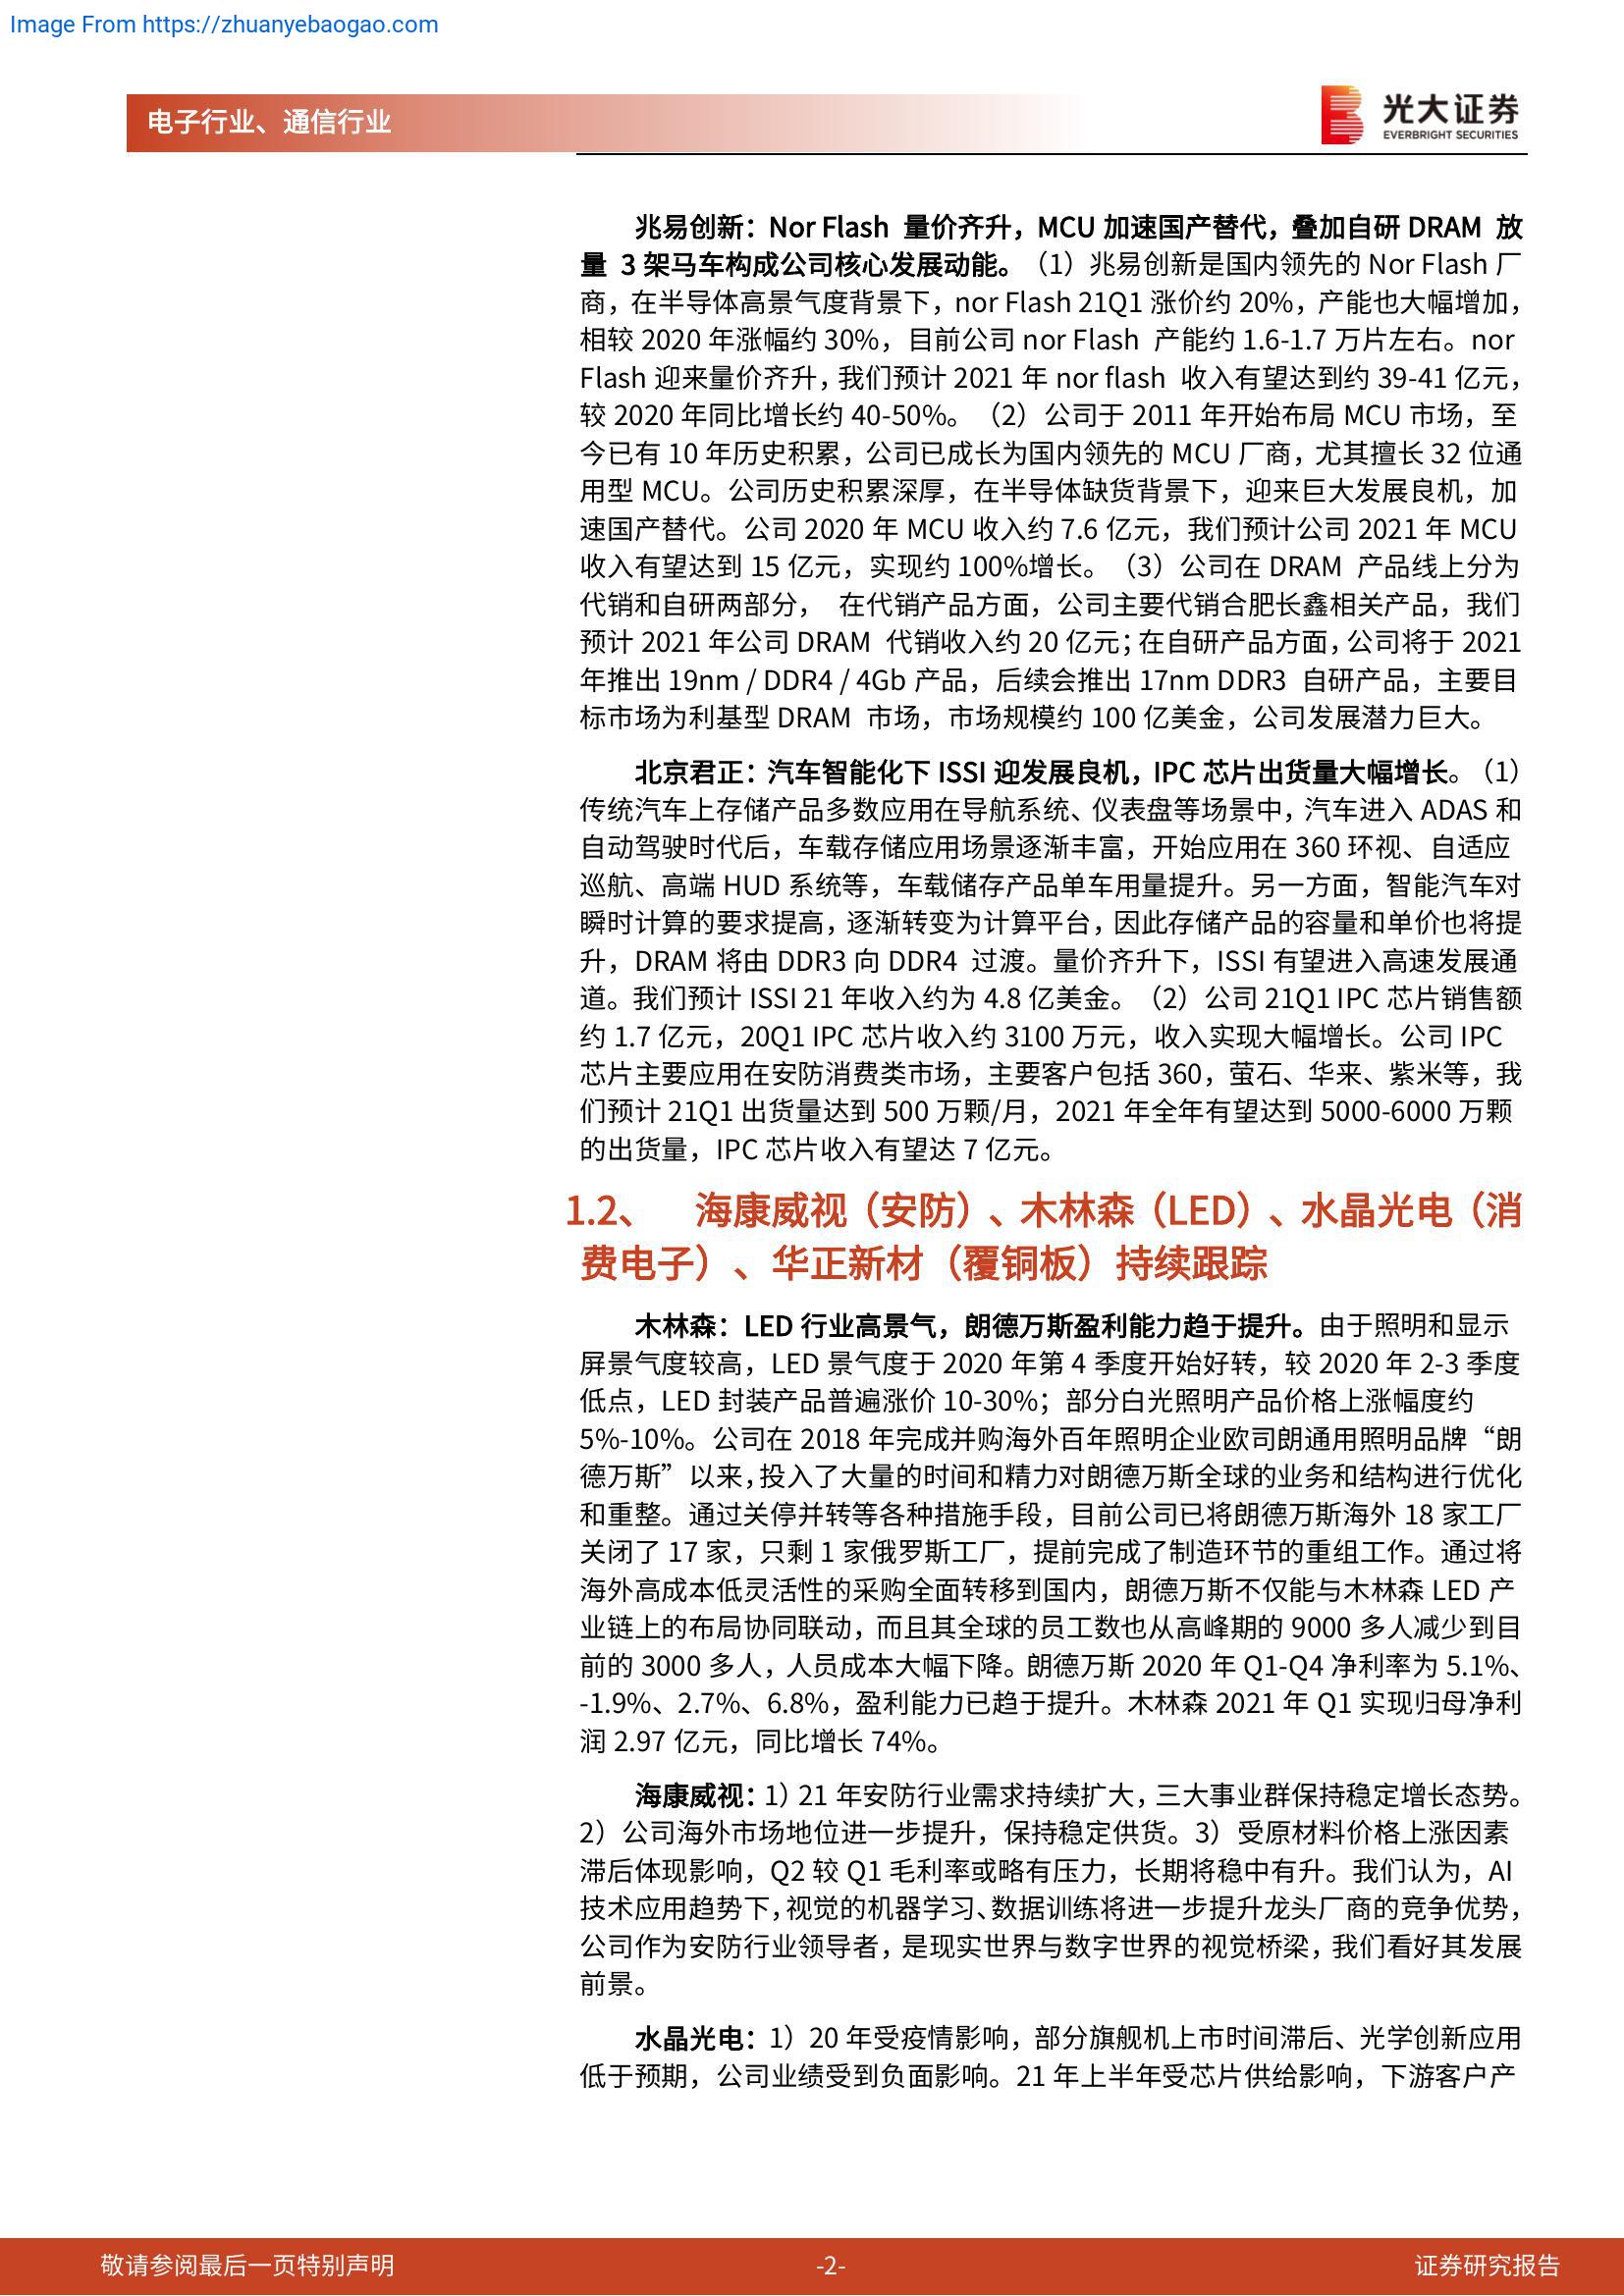 Image From https://zhuanyebaogao.com
电子行业、通信行业
光大证券
EVERBRIGHT SECURITIES
兆易创新：Nor Flash 量价齐升，MCU 加速国产替代，叠加自研 DRAM 放
量 3 架马车构成公司核心发展动能。（1）兆易创新是国内领先的 Nor Flash 厂
商，在半导体高景气度背景下，nor Flash 21Q1 涨价约 20%，产能也大幅增加，
相较 2020 年涨幅约 30%，目前公司 nor Flash 产能约 1.6-1.7 万片左右。nor
Flash 迎来量价齐升，我们预计 2021 年 nor flash 收入有望达到约 39-41 亿元，
较 2020 年同比增长约 40-50%。（2）公司于 2011 年开始布局 MCU 市场，至
今已有 10 年历史积累，公司已成长为国内领先的 MCU 厂商，尤其擅长 32 位通
用型 MCU。公司历史积累深厚，在半导体缺货背景下，迎来巨大发展良机，加
速国产替代。公司 2020 年 MCU 收入约 7.6 亿元，我们预计公司 2021 年 MCU
收入有望达到 15 亿元，实现约 100%增长。（3）公司在 DRAM 产品线上分为
代销和自研两部分， 在代销产品方面，公司主要代销合肥长鑫相关产品，我们
预计 2021 年公司 DRAM 代销收入约 20 亿元；在自研产品方面，公司将于 2021
年推出 19nm / DDR4 / 4Gb 产品，后续会推出 17nm DDR3 自研产品，主要目
标市场为利基型 DRAM 市场，市场规模约 100 亿美金，公司发展潜力巨大。
北京君正：汽车智能化下 ISSI 迎发展良机，IPC 芯片出货量大幅增长。（1）
传统汽车上存储产品多数应用在导航系统、仪表盘等场景中，汽车进入 ADAS 和
自动驾驶时代后，车载存储应用场景逐渐丰富，开始应用在 360 环视、自适应
巡航、高端 HUD 系统等，车载储存产品单车用量提升。另一方面，智能汽车对
瞬时计算的要求提高，逐渐转变为计算平台，因此存储产品的容量和单价也将提
升，DRAM 将由 DDR3 向 DDR4 过渡。量价齐升下，ISSI 有望进入高速发展通
道。我们预计 ISSI 21 年收入约为 4.8 亿美金。（2）公司 21Q1 IPC 芯片销售额
约 1.7 亿元，20Q1 IPC 芯片收入约 3100 万元，收入实现大幅增长。公司 IPC
芯片主要应用在安防消费类市场，主要客户包括 360，萤石、华来、紫米等，我
们预计 21Q1 出货量达到 500 万颗/月，2021 年全年有望达到 5000-6000 万颗
的出货量，IPC 芯片收入有望达 7 亿元。
1.2、 海康威视（安防）、木林森（LED）、水晶光电（消
费电子）、华正新材（覆铜板）持续跟踪
木林森：LED 行业高景气，朗德万斯盈利能力趋于提升。由于照明和显示
屏景气度较高，LED 景气度于 2020 年第 4 季度开始好转，较 2020 年 2-3 季度
低点，LED 封装产品普遍涨价 10-30%；部分白光照明产品价格上涨幅度约
5%-10%。公司在 2018 年完成并购海外百年照明企业欧司朗通用照明品牌“朗
德万斯”以来，投入了大量的时间和精力对朗德万斯全球的业务和结构进行优化
和重整。通过关停并转等各种措施手段，目前公司已将朗德万斯海外 18 家工厂
关闭了 17 家，只剩 1 家俄罗斯工厂，提前完成了制造环节的重组工作。通过将
海外高成本低灵活性的采购全面转移到国内，朗德万斯不仅能与木林森 LED 产
业链上的布局协同联动，而且其全球的员工数也从高峰期的 9000 多人减少到目
前的 3000 多人，人员成本大幅下降。朗德万斯 2020 年 Q1-Q4 净利率为 5.1%、
-1.9%、2.7%、6.8%，盈利能力已趋于提升。木林森 2021 年 Q1 实现归母净利
润 2.97 亿元，同比增长 74%。
海康威视：1）21 年安防行业需求持续扩大，三大事业群保持稳定增长态势。
2）公司海外市场地位进一步提升，保持稳定供货。3）受原材料价格上涨因素
滞后体现影响，Q2 较 Q1 毛利率或略有压力，长期将稳中有升。我们认为，AI
技术应用趋势下，视觉的机器学习、数据训练将进一步提升龙头厂商的竞争优势，
公司作为安防行业领导者，是现实世界与数字世界的视觉桥梁，我们看好其发展
前景。
水晶光电：1）20 年受疫情影响，部分旗舰机上市时间滞后、光学创新应用
低于预期，公司业绩受到负面影响。21 年上半年受芯片供给影响，下游客户产
敬请参阅最后一页特别声明
-2-
证券研究报告